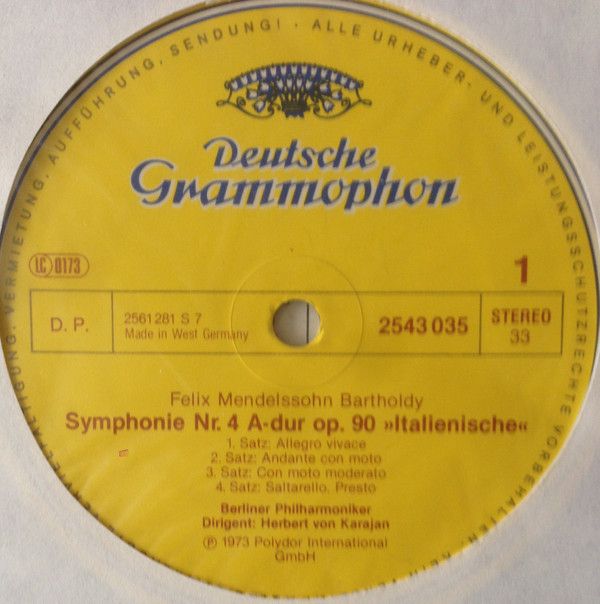 VERMIETUNG, AUFFÜHRUNG, SENDUNG! · ALLE URHEBER- UND LEISTUNGSSCHUTZRECHTE VORBEHALTEN.
Deutsche
Grammophon
LC 0173
1
D. P.
2561 281 S 7
Made in West Germany
2543 035
STEREO
33
Felix Mendelssohn Bartholdy
Symphonie Nr. 4 A-dur op. 90 »Italienische«
1. Satz: Allegro vivace
2. Satz: Andante con moto
3. Satz: Con moto moderato
4. Satz: Saltarello. Presto
Berliner Philharmoniker
Dirigent: Herbert von Karajan
Ⓟ 1973 Polydor International
GmbH